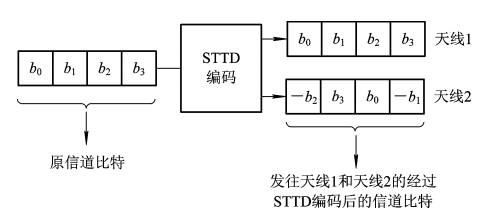 b₀ b₁ b₂ b₃
STTD
编码
b₀ b₁ b₂ b₃ 天线1
−b₂ b₃ b₀ −b₁ 天线2
原信道比特
发往天线1和天线2的经过
STTD编码后的信道比特